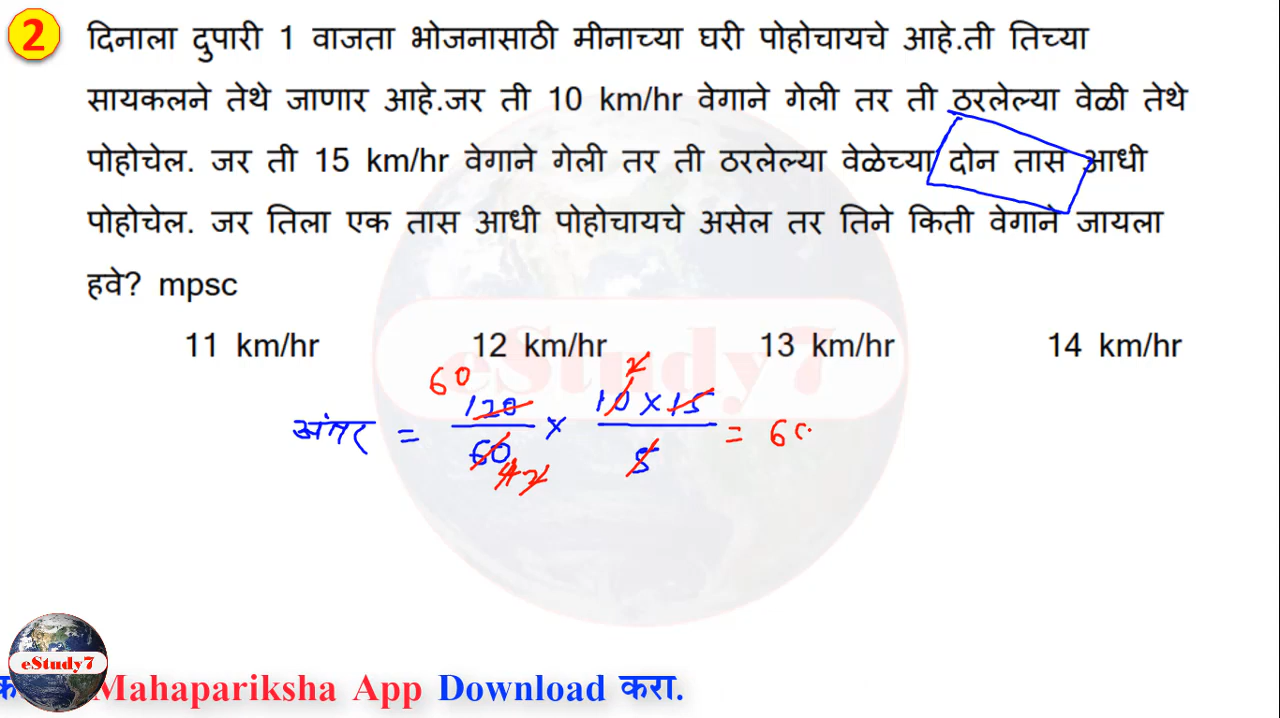 2 दिनाला दुपारी 1 वाजता भोजनासाठी मीनाच्या घरी पोहोचायचे आहे.ती तिच्या
सायकलने तेथे जाणार आहे.जर ती 10 km/hr वेगाने गेली तर ती ठरलेल्या वेळी तेथे
पोहोचेल. जर ती 15 km/hr वेगाने गेली तर ती ठरलेल्या वेळेच्या दोन तास आधी
पोहोचेल. जर तिला एक तास आधी पोहोचायचे असेल तर तिने किती वेगाने जायला
हवे? mpsc
11 km/hr 12 km/hr 13 km/hr 14 km/hr
eStudy7
60 2
अंतर = 120/60 × 10×15/5 = 60
eStudy7
Mahapariksha App Download करा.